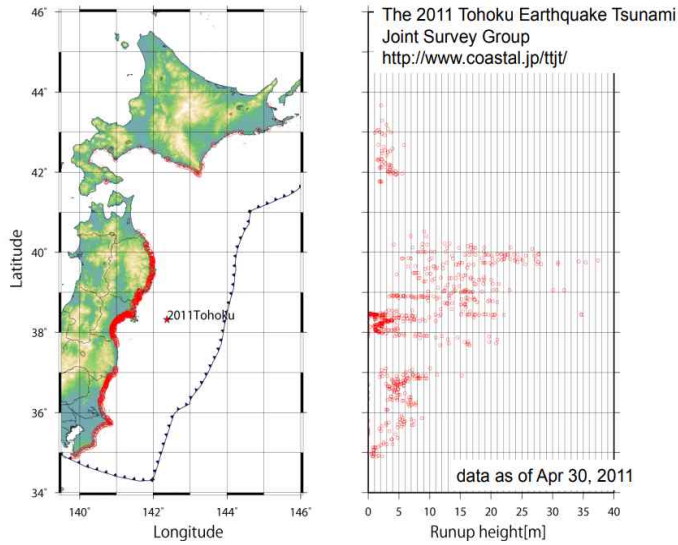 The 2011 Tohoku Earthquake Tsunami
Joint Survey Group
http://www.coastal.jp/ttjt/
46˚
44˚
42˚
40˚
38˚
36˚
34˚
Latitude
2011Tohoku
140˚ 142˚ 144˚ 146˚
Longitude
data as of Apr 30, 2011
0 5 10 15 20 25 30 35 40
Runup height[m]